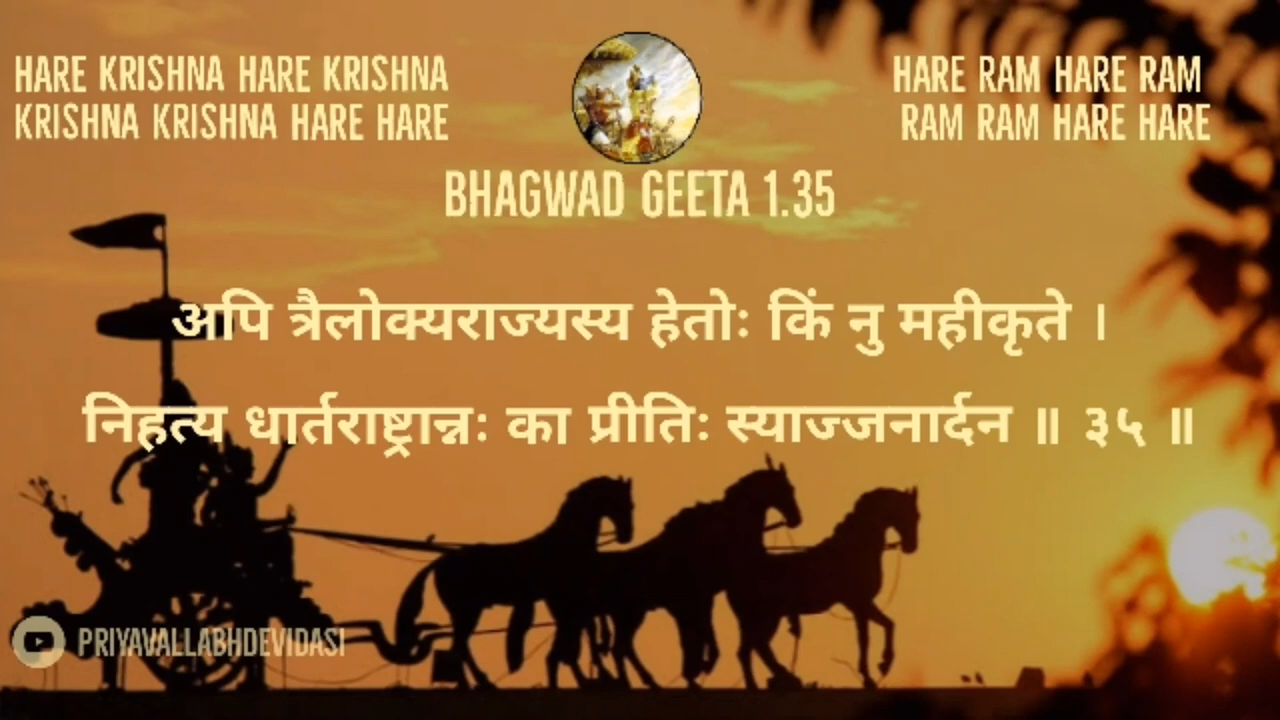 HARE KRISHNA HARE KRISHNA
KRISHNA KRISHNA HARE HARE
HARE RAM HARE RAM
RAM RAM HARE HARE
BHAGWAD GEETA 1.35
अपि त्रैलोक्यराज्यस्य हेतोः किं नु महीकृते ।
निहत्य धार्तराष्ट्रान्नः का प्रीतिः स्याज्जनार्दन ॥ ३५ ॥
PRIYAVALLABHDEVIDASI